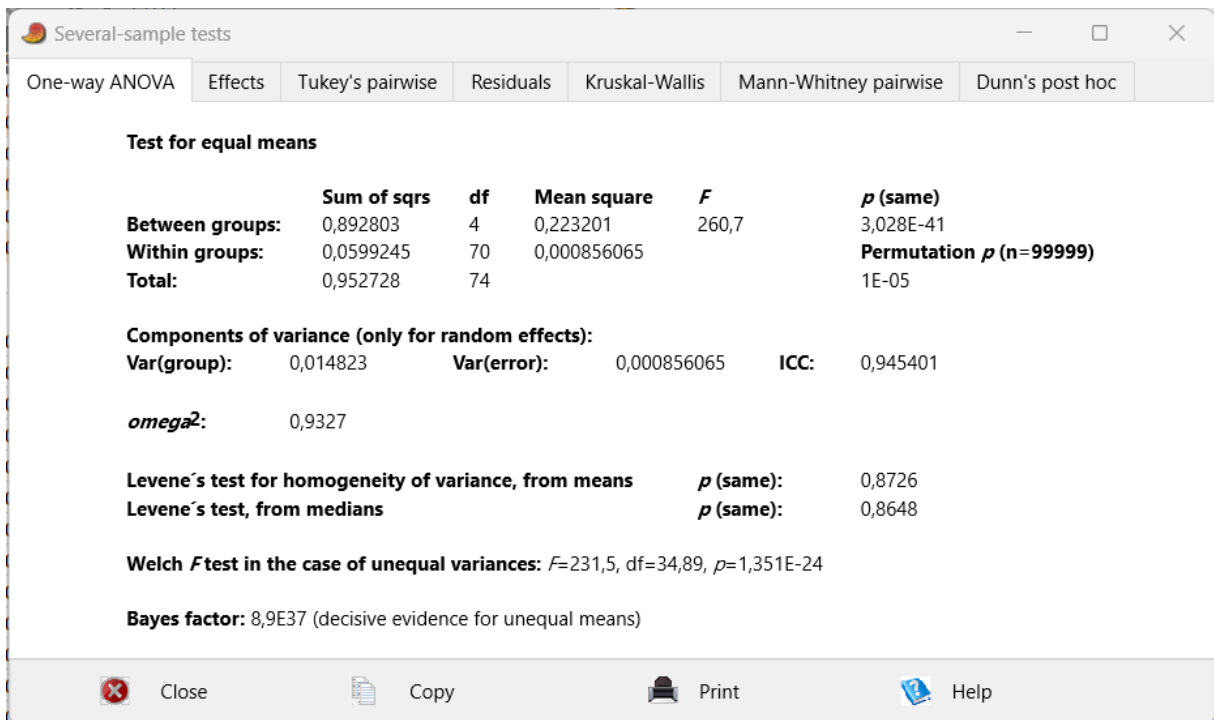 Several-sample tests
One-way ANOVA Effects Tukey's pairwise Residuals Kruskal-Wallis Mann-Whitney pairwise Dunn's post hoc
Test for equal means
Sum of sqrs df Mean square F p (same)
Between groups: 0,892803 4 0,223201 260,7 3,028E-41
Within groups: 0,0599245 70 0,000856065 Permutation p (n=99999)
Total: 0,952728 74 1E-05
Components of variance (only for random effects):
Var(group): 0,014823 Var(error): 0,000856065 ICC: 0,945401
omega2: 0,9327
Levene´s test for homogeneity of variance, from means p (same): 0,8726
Levene´s test, from medians p (same): 0,8648
Welch F test in the case of unequal variances: F=231,5, df=34,89, p=1,351E-24
Bayes factor: 8,9E37 (decisive evidence for unequal means)
Close Copy Print Help